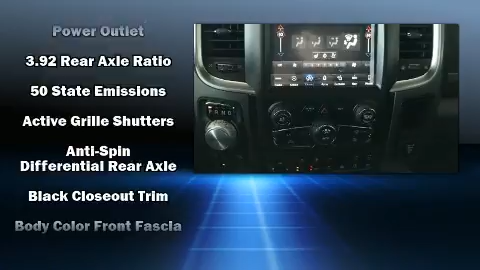 Power Outlet
3.92 Rear Axle Ratio
50 State Emissions
Active Grille Shutters
Anti-Spin
Differential Rear Axle
Black Closeout Trim
Body Color Front Fascia
P R N D